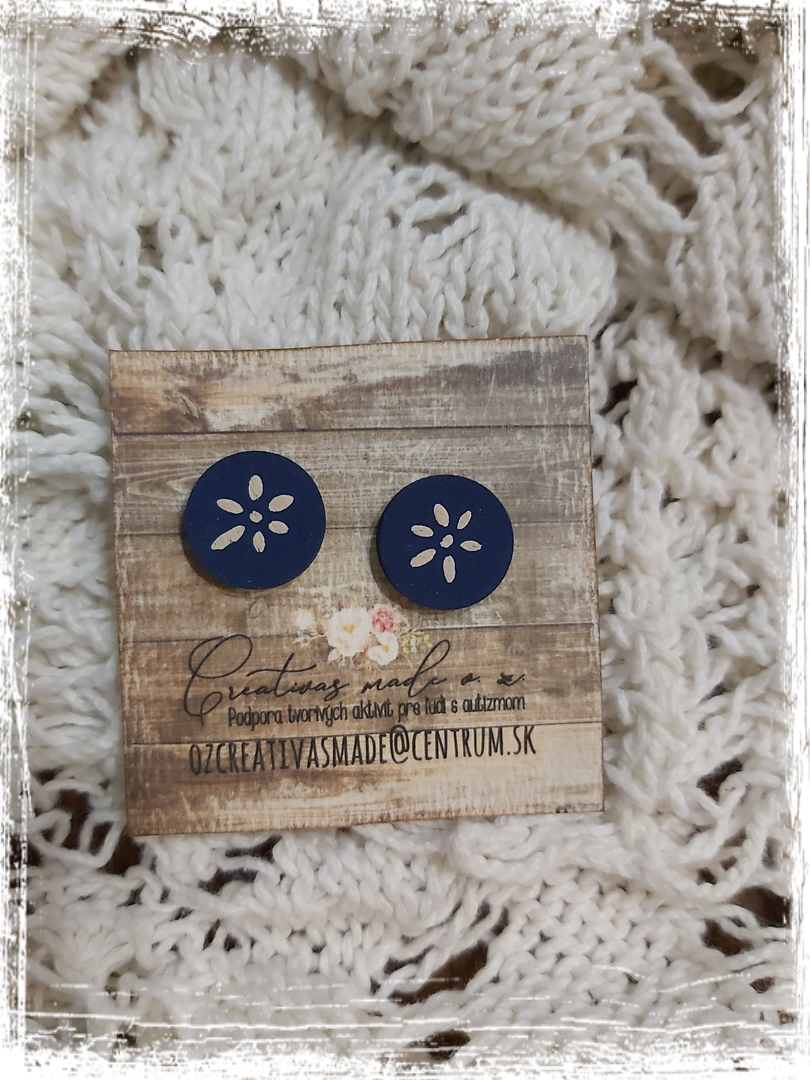 Creativas made o. z.
Podpora tvorivých aktivít pre ľudí s autizmom
OZCREATIVASMADE@CENTRUM.SK